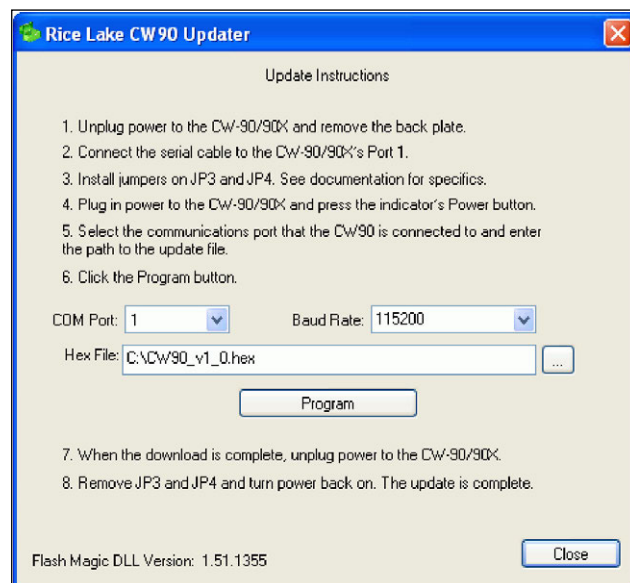 Rice Lake CW90 Updater
Update Instructions
1. Unplug power to the CW-90/90X and remove the back plate.
2. Connect the serial cable to the CW-90/90X's Port 1.
3. Install jumpers on JP3 and JP4. See documentation for specifics.
4. Plug in power to the CW-90/90X and press the indicator's Power button.
5. Select the communications port that the CW90 is connected to and enter
the path to the update file.
6. Click the Program button.
COM Port: 1 Baud Rate: 115200
Hex File: C:\CW90_v1_0.hex ...
Program
7. When the download is complete, unplug power to the CW-90/90X.
8. Remove JP3 and JP4 and turn power back on. The update is complete.
Flash Magic DLL Version: 1.51.1355 Close